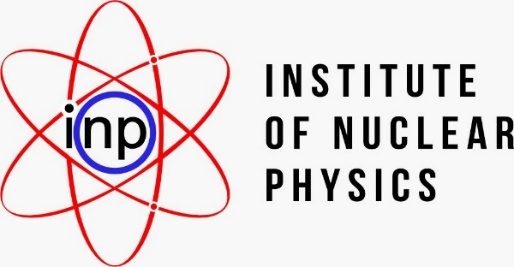 inp
INSTITUTE
OF NUCLEAR
PHYSICS